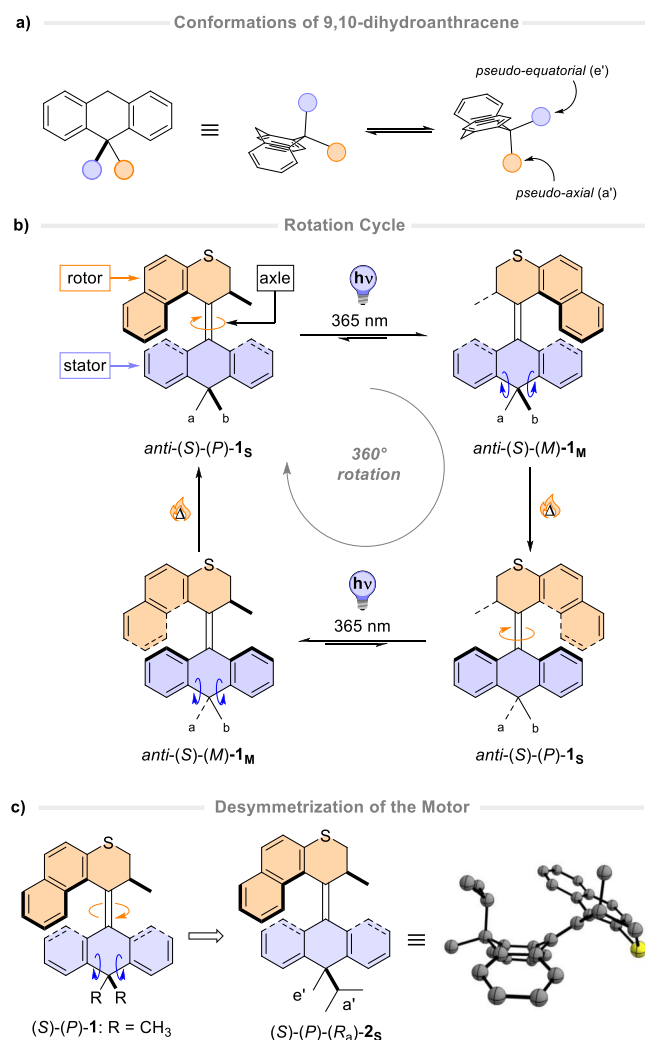 a) Conformations of 9,10-dihydroanthracene
pseudo-equatorial (e')
≡
pseudo-axial (a')
b) Rotation Cycle
S
S
rotor
axle
hν
365 nm
stator
a b
a b
anti-(S)-(P)-1S
anti-(S)-(M)-1M
360°
rotation
Δ
Δ
S
S
hν
365 nm
a b
a b
anti-(S)-(M)-1M
anti-(S)-(P)-1S
c) Desymmetrization of the Motor
S
S
≡
R R
e' a'
(S)-(P)-1: R = CH3
(S)-(P)-(Ra)-2S